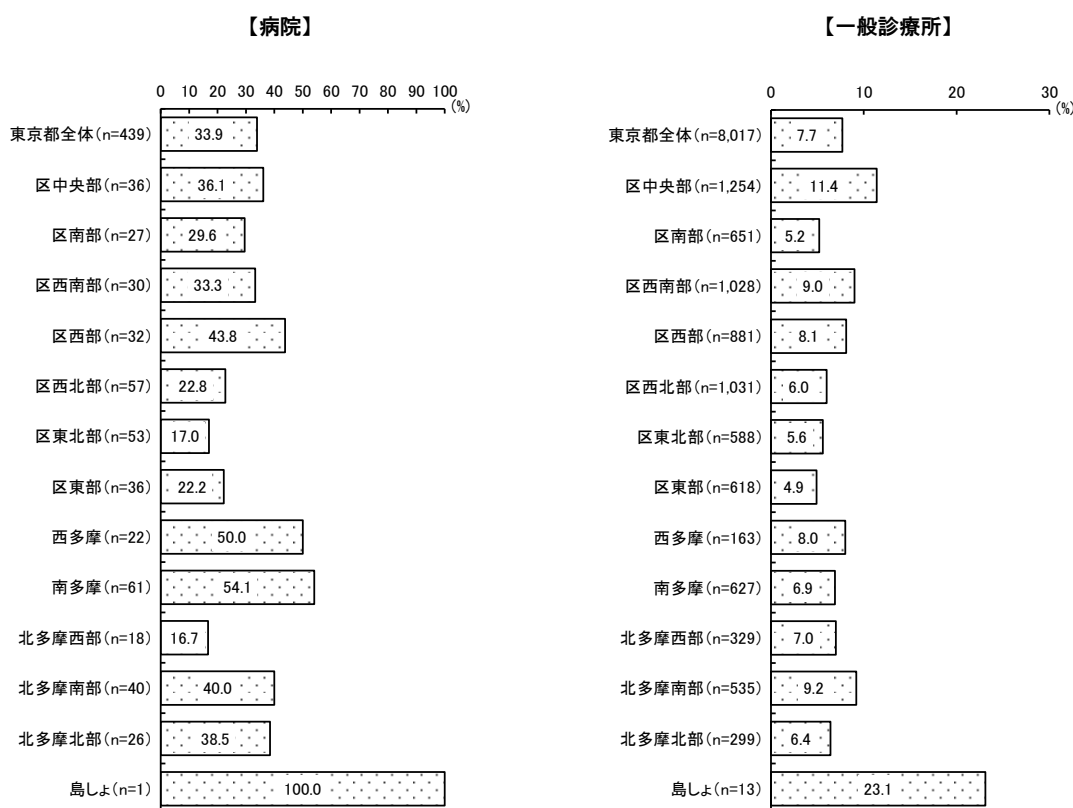 【病院】
0 10 20 30 40 50 60 70 80 90 100
(%)
東京都全体(n=439) 33.9
区中央部(n=36) 36.1
区南部(n=27) 29.6
区西南部(n=30) 33.3
区西部(n=32) 43.8
区西北部(n=57) 22.8
区東北部(n=53) 17.0
区東部(n=36) 22.2
西多摩(n=22) 50.0
南多摩(n=61) 54.1
北多摩西部(n=18) 16.7
北多摩南部(n=40) 40.0
北多摩北部(n=26) 38.5
島しょ(n=1) 100.0
【一般診療所】
0 10 20 30
(%)
東京都全体(n=8,017) 7.7
区中央部(n=1,254) 11.4
区南部(n=651) 5.2
区西南部(n=1,028) 9.0
区西部(n=881) 8.1
区西北部(n=1,031) 6.0
区東北部(n=588) 5.6
区東部(n=618) 4.9
西多摩(n=163) 8.0
南多摩(n=627) 6.9
北多摩西部(n=329) 7.0
北多摩南部(n=535) 9.2
北多摩北部(n=299) 6.4
島しょ(n=13) 23.1